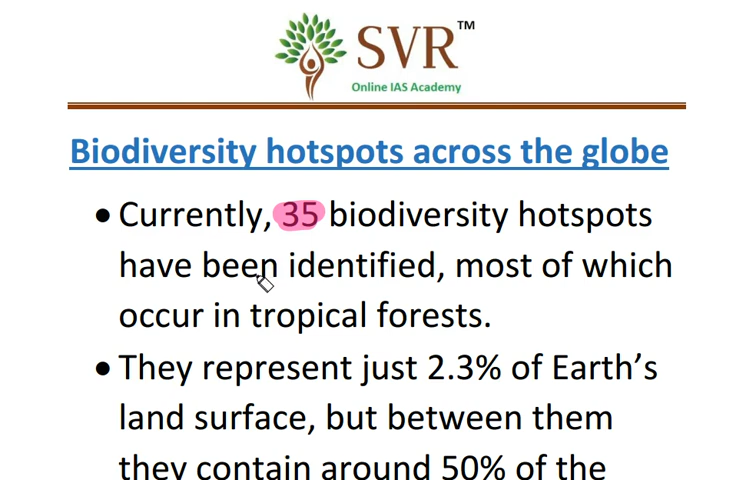 SVR™
Online IAS Academy
Biodiversity hotspots across the globe
• Currently, 35 biodiversity hotspots
have been identified, most of which
occur in tropical forests.
• They represent just 2.3% of Earth’s
land surface, but between them
they contain around 50% of the